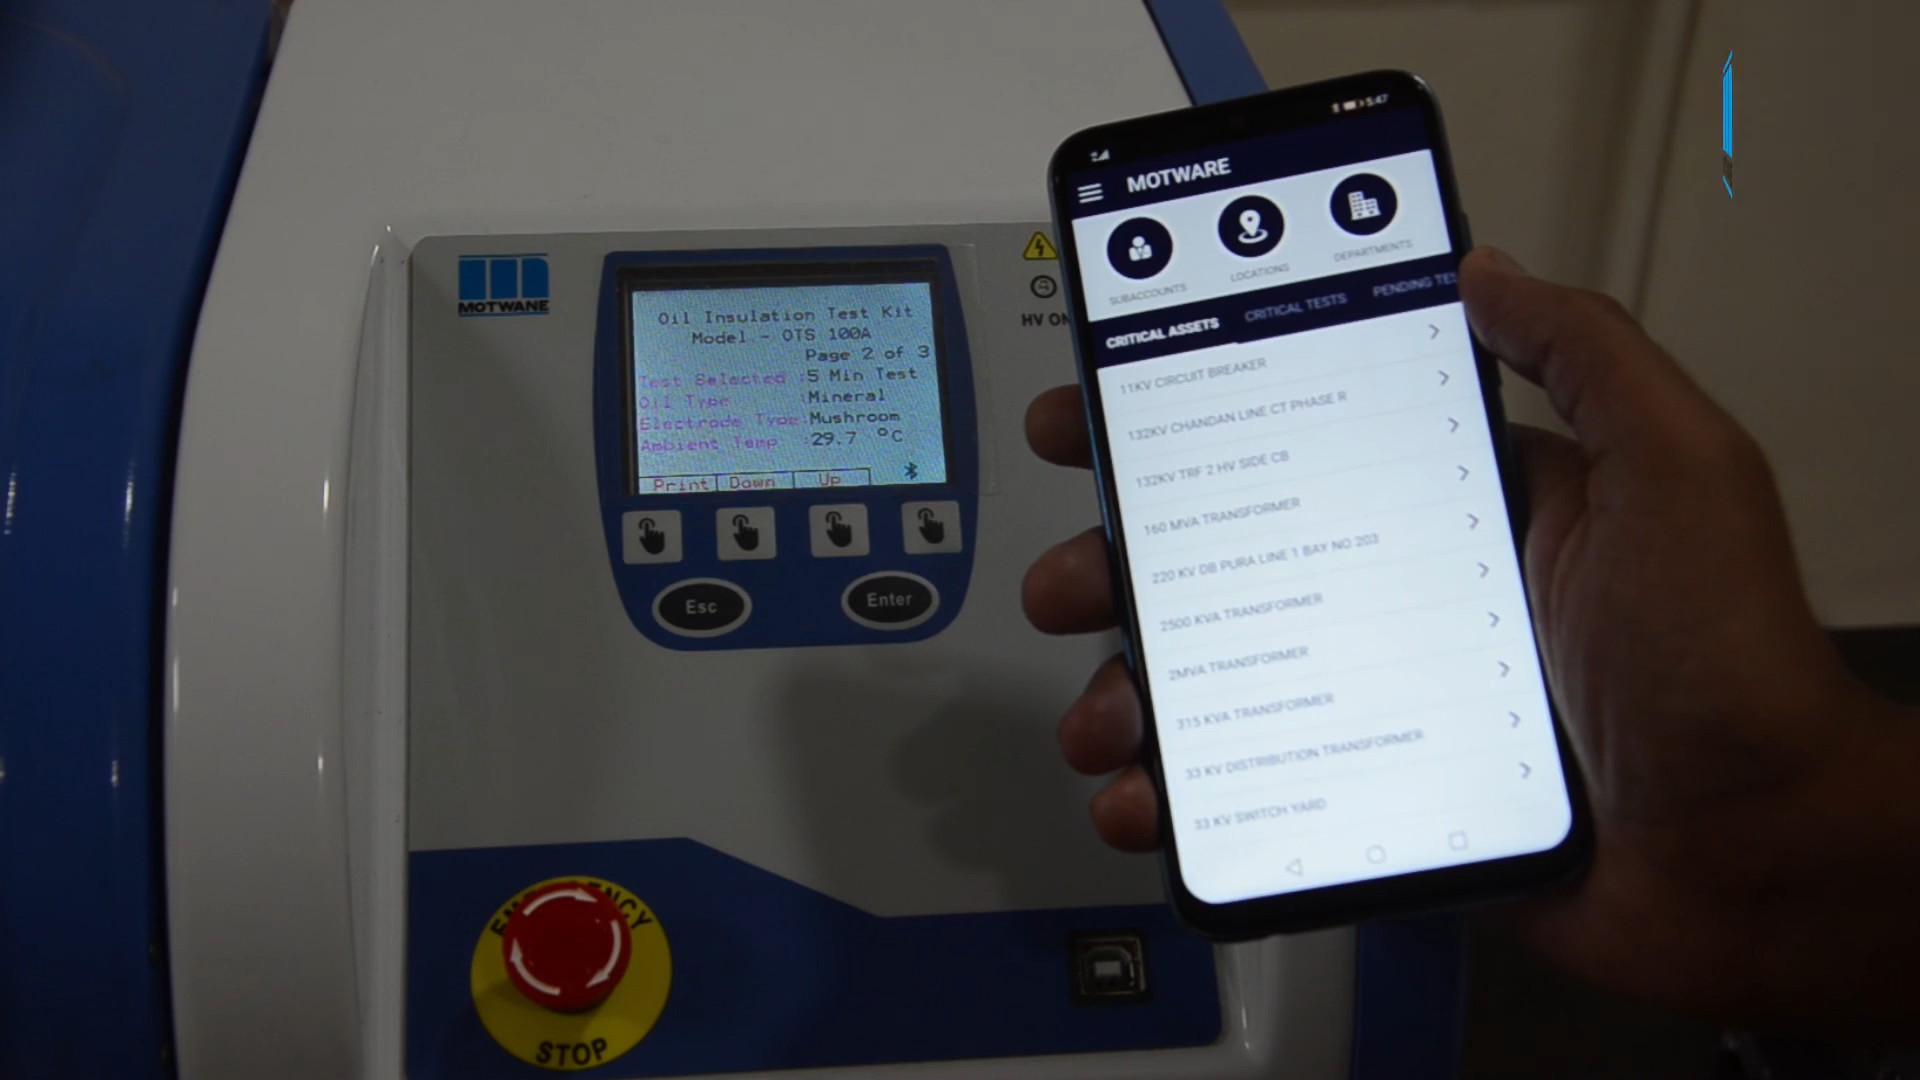 MOTWANE
Oil Insulation Test Kit
Model - OTS 100A
Page 2 of 3
Test Selected :5 Min Test
Oil Type :Mineral
Electrode Type:Mushroom
Ambient Temp :29.7 °C
Print Down Up
Esc Enter
HV ON
EMERGENCY
STOP
5:47
MOTWARE
SUBACCOUNTS LOCATIONS DEPARTMENTS
CRITICAL ASSETS CRITICAL TESTS PENDING TES
11KV CIRCUIT BREAKER
132KV CHANDAN LINE CT PHASE R
132KV TRF 2 HV SIDE CB
160 MVA TRANSFORMER
220 KV DB PURA LINE 1 BAY NO 203
2500 KVA TRANSFORMER
2MVA TRANSFORMER
315 KVA TRANSFORMER
33 KV DISTRIBUTION TRANSFORMER
33 KV SWITCH YARD